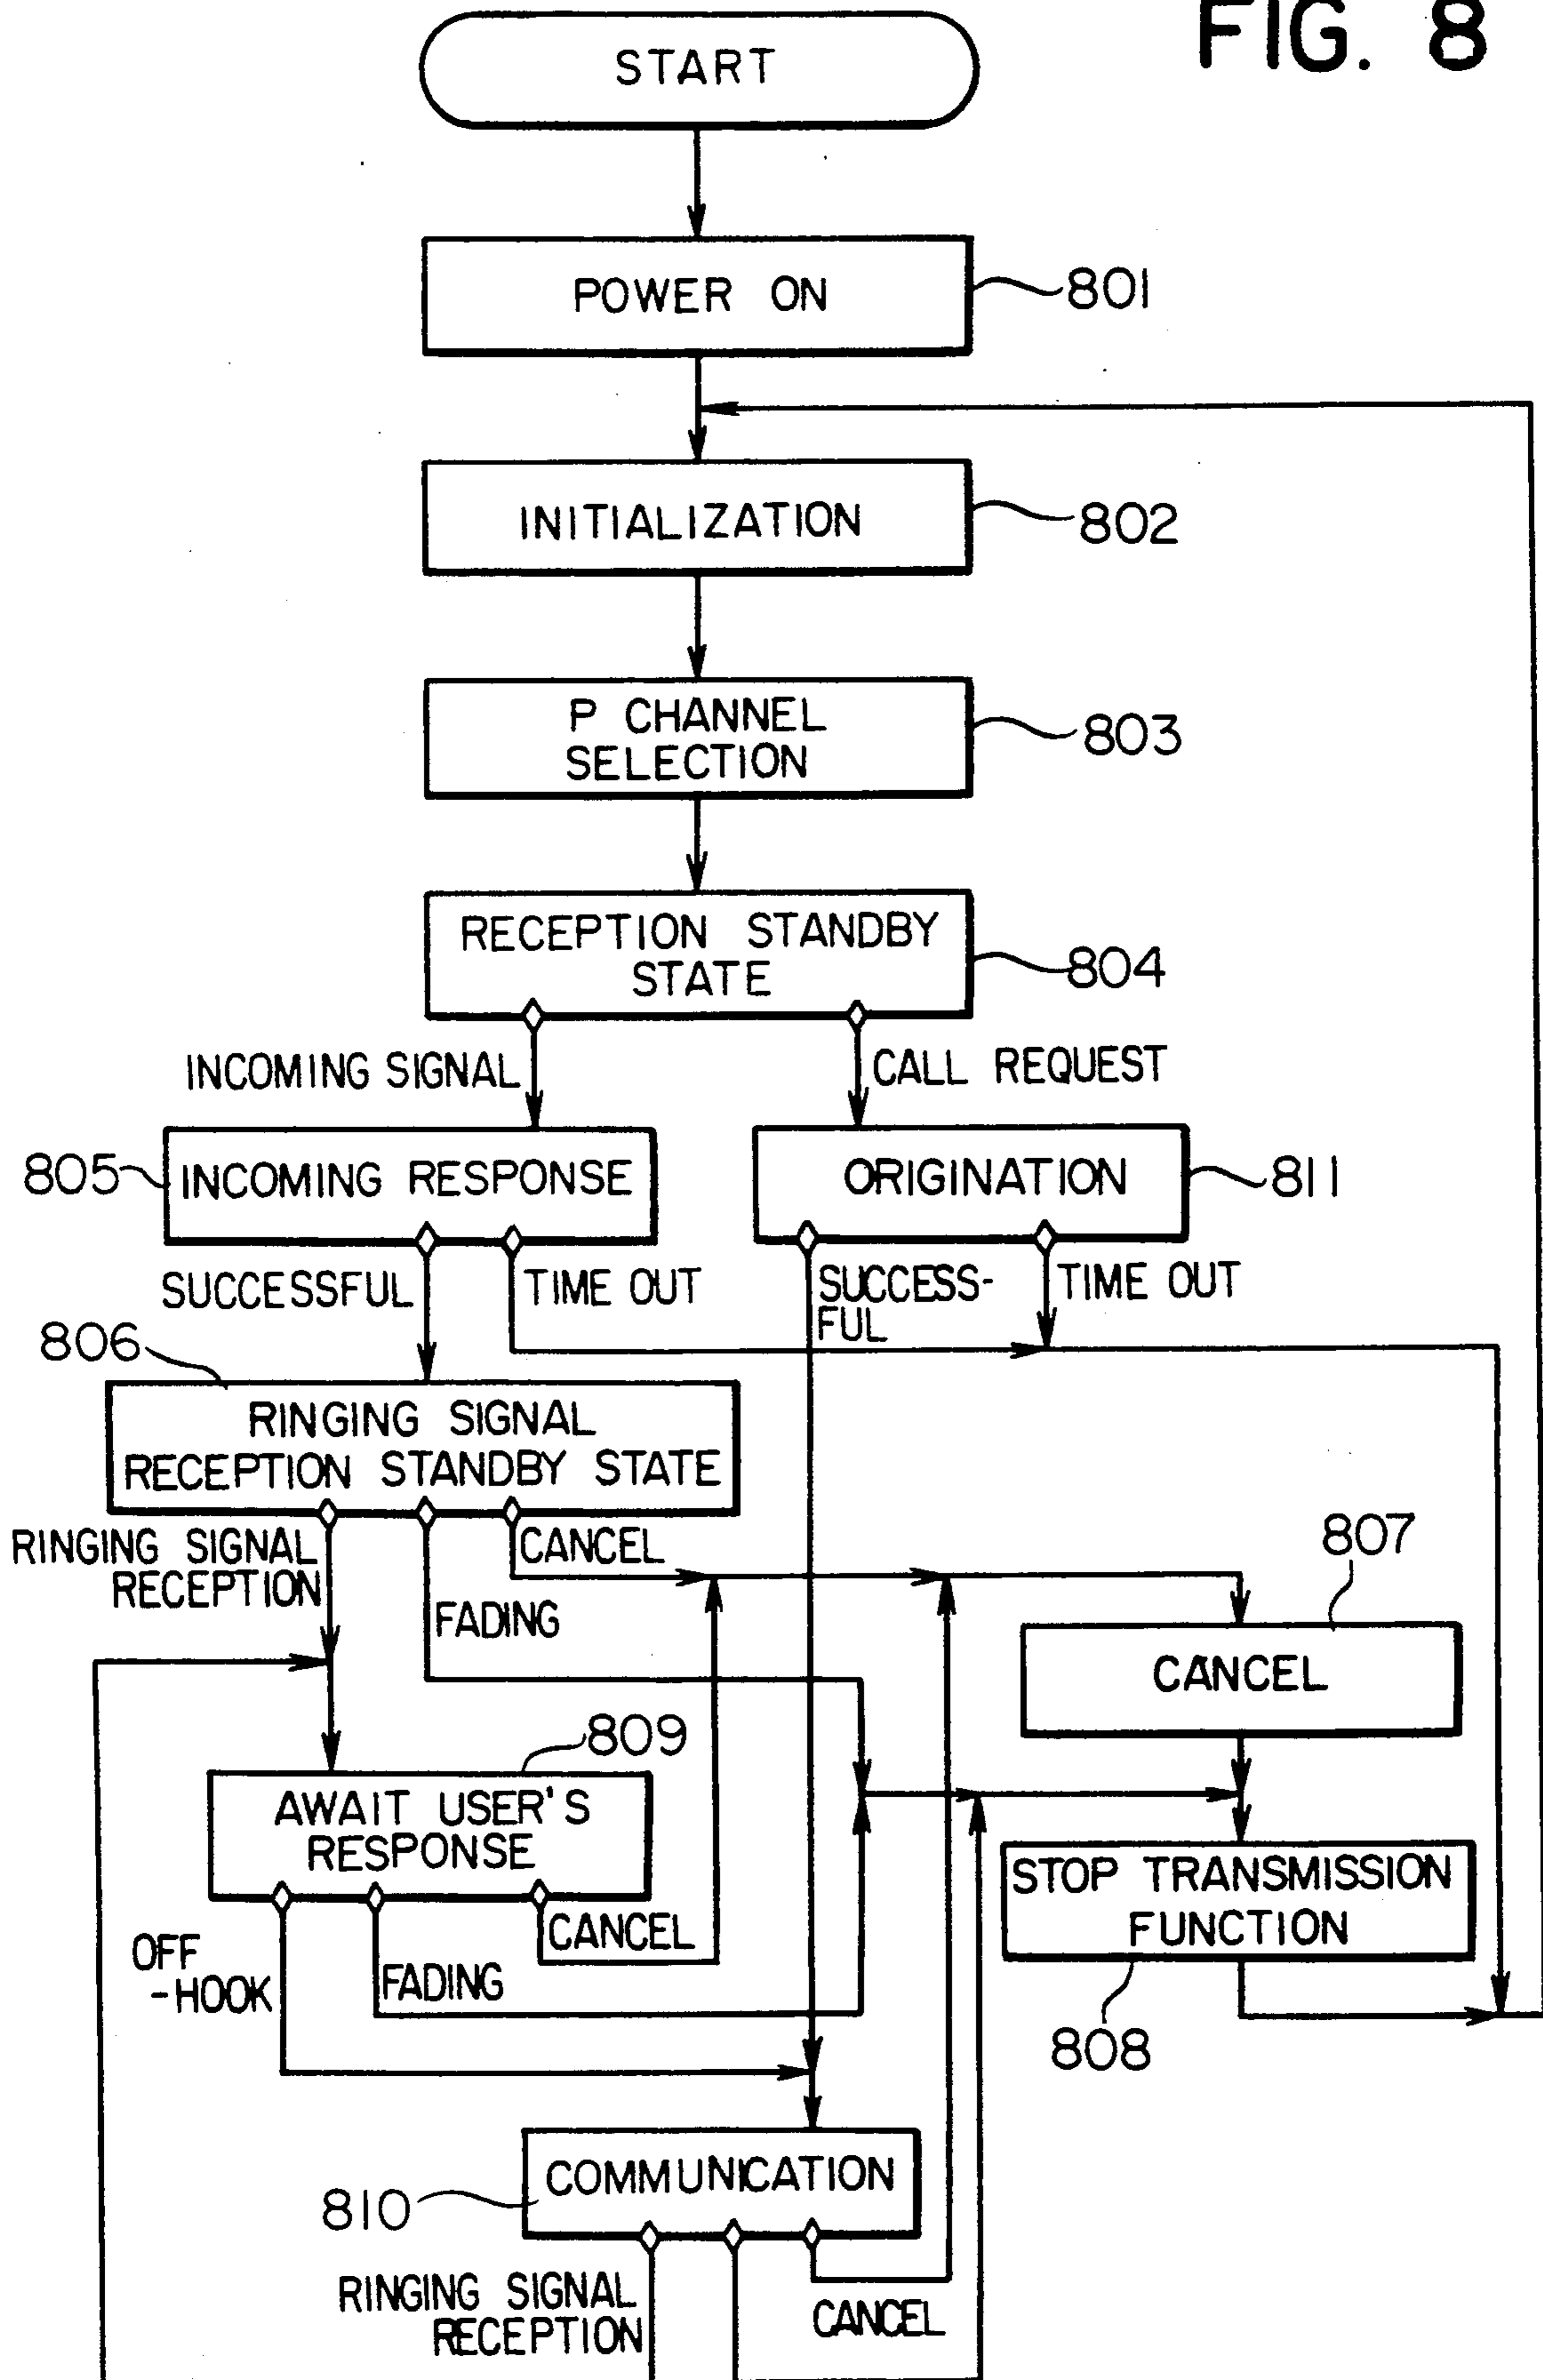 FIG. 8
START
POWER ON
801
INITIALIZATION
802
P CHANNEL
SELECTION
803
RECEPTION STANDBY
STATE
804
INCOMING SIGNAL
CALL REQUEST
805
INCOMING RESPONSE
ORIGINATION
811
SUCCESSFUL
TIME OUT
SUCCESS-
FUL
TIME OUT
806
RINGING SIGNAL
RECEPTION STANDBY STATE
RINGING SIGNAL
RECEPTION
CANCEL
FADING
807
CANCEL
809
AWAIT USER'S
RESPONSE
STOP TRANSMISSION
FUNCTION
808
OFF
-HOOK
FADING
CANCEL
COMMUNICATION
810
RINGING SIGNAL
RECEPTION
CANCEL